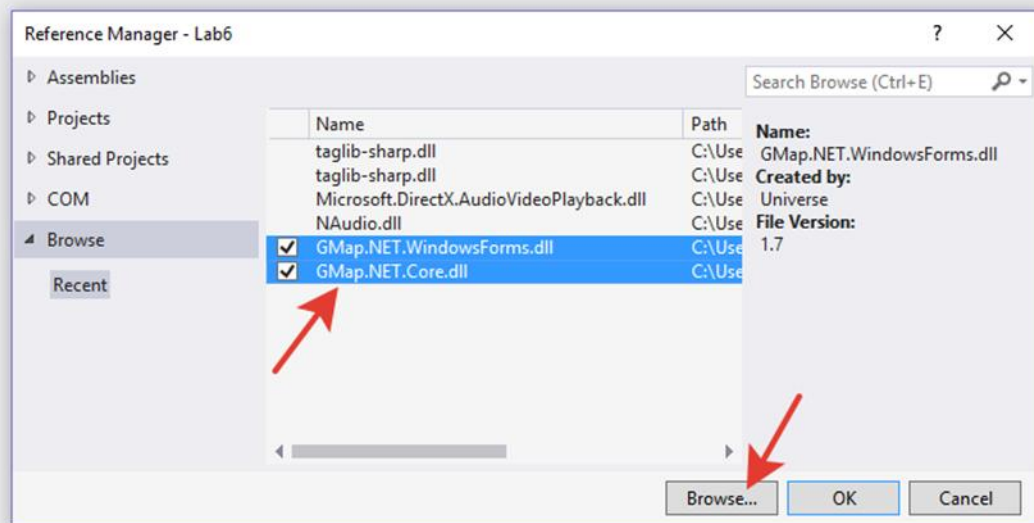 Reference Manager - Lab6
?
Assemblies
Projects
Shared Projects
COM
Browse
Recent
Name Path
taglib-sharp.dll C:\Use
taglib-sharp.dll C:\Use
Microsoft.DirectX.AudioVideoPlayback.dll C:\Use
NAudio.dll C:\Use
GMap.NET.WindowsForms.dll C:\Use
GMap.NET.Core.dll C:\Use
Search Browse (Ctrl+E)
Name:
GMap.NET.WindowsForms.dll
Created by:
Universe
File Version:
1.7
Browse... OK Cancel